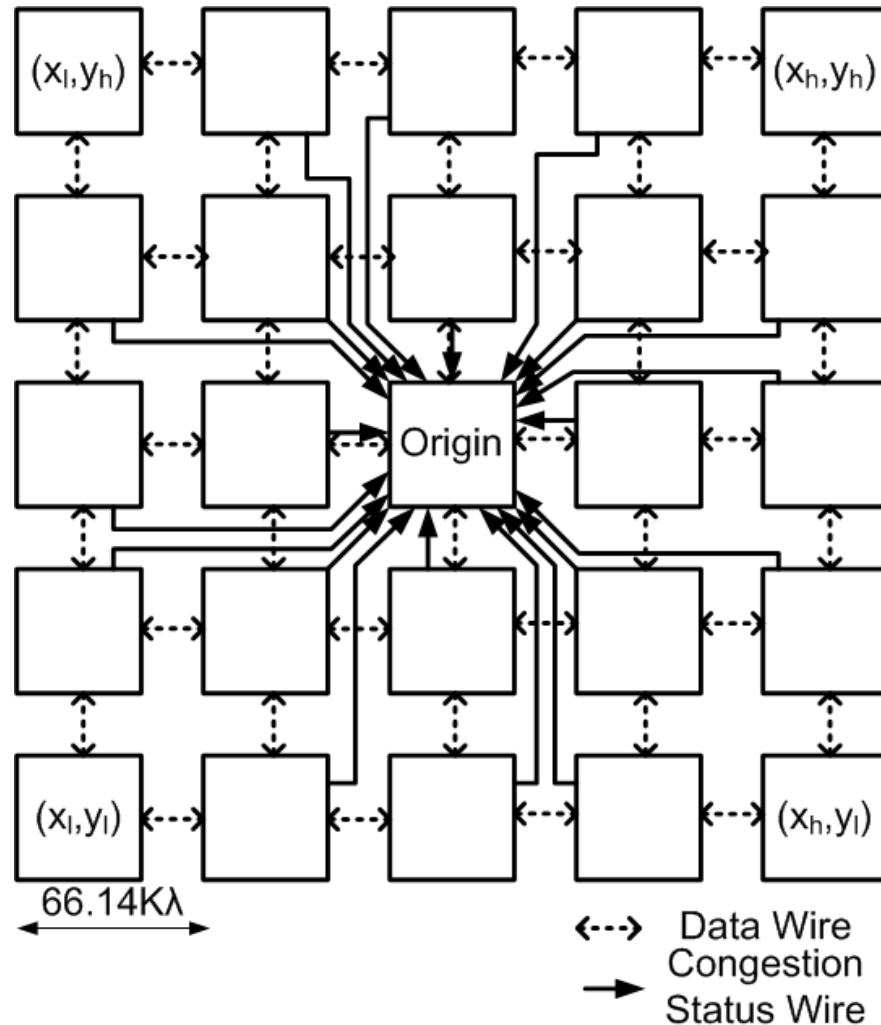 (xₗ,yₕ)
(xₕ,yₕ)
Origin
(xₗ,yₗ)
(xₕ,yₗ)
66.14Kλ
Data Wire
Congestion
Status Wire